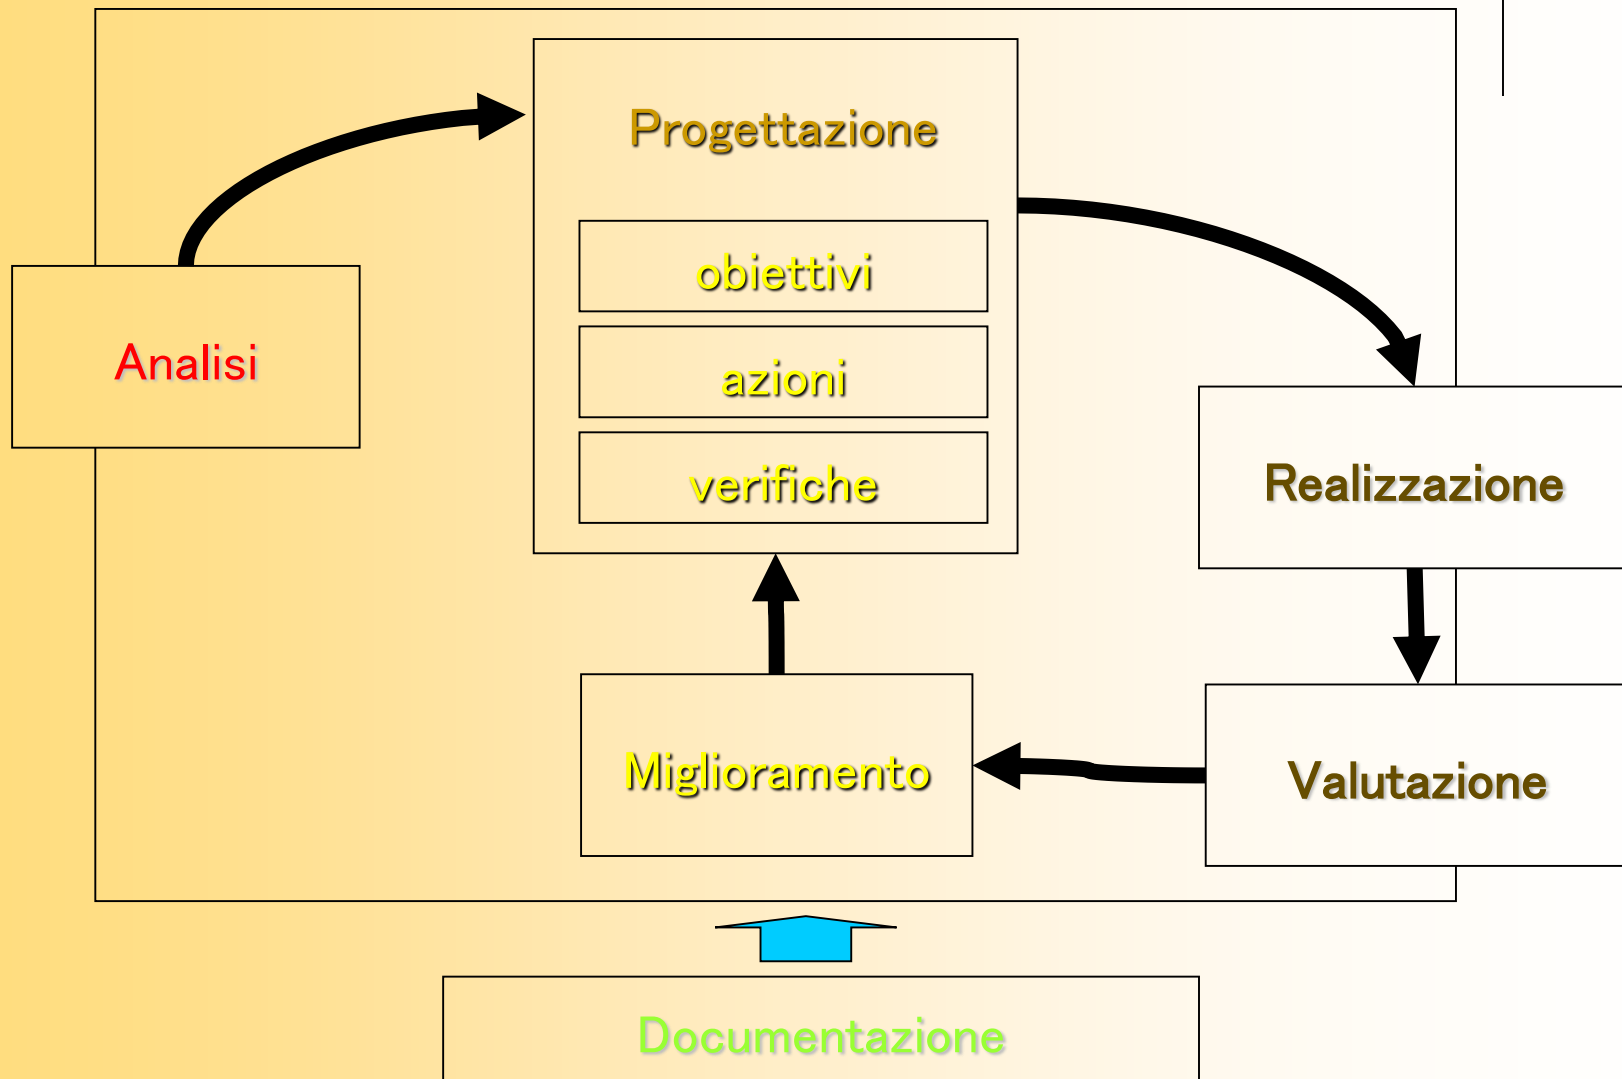 Progettazione
obiettivi
azioni
verifiche
Analisi
Realizzazione
Valutazione
Miglioramento
Documentazione